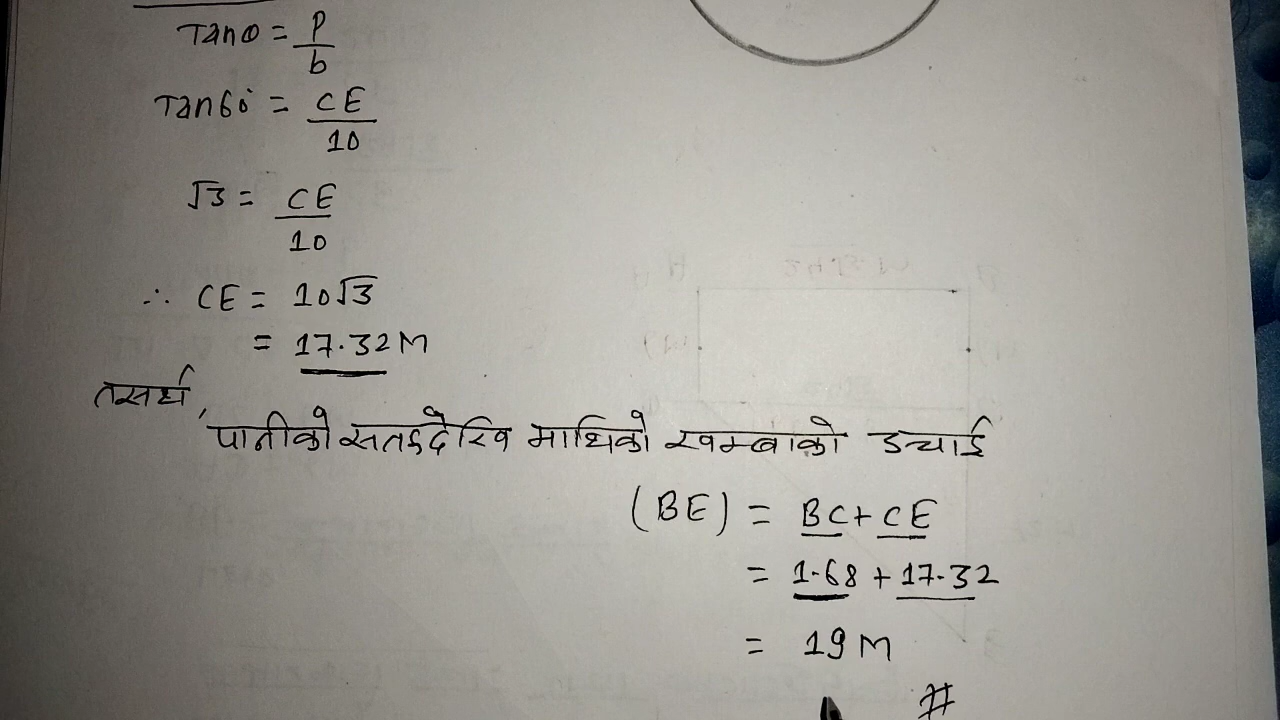 Tanθ = P/b
Tan60° = CE/10
√3 = CE/10
∴ CE = 10√3
= 17.32M
तसर्थ,
पानीको सतहदेखि माथिको खम्बाको उचाई
(BE) = BC + CE
= 1.68 + 17.32
= 19 M
#